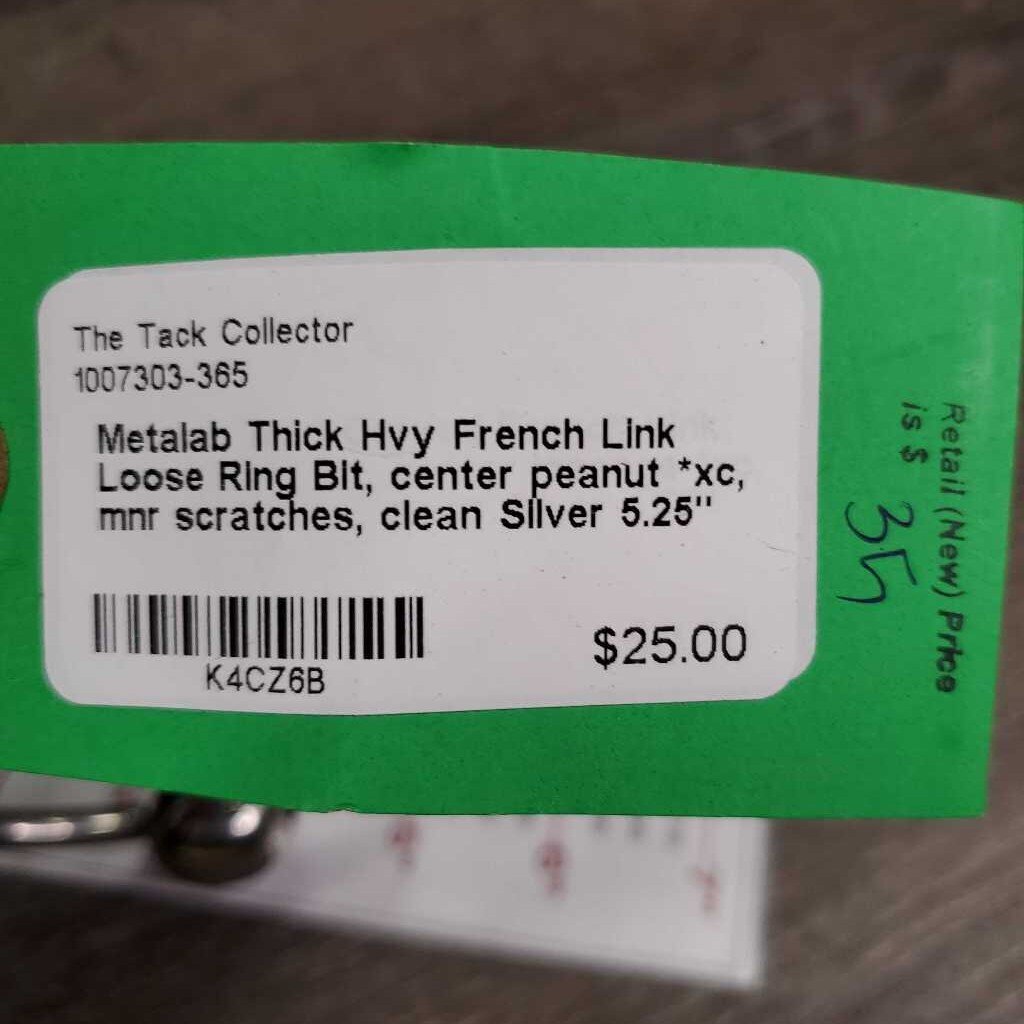 The Tack Collector
1007303-365
Metalab Thick Hvy French Link
Loose Ring Bit, center peanut *xc,
mnr scratches, clean Silver 5.25"
K4CZ6B
$25.00
Retail (New) Price
is $
35